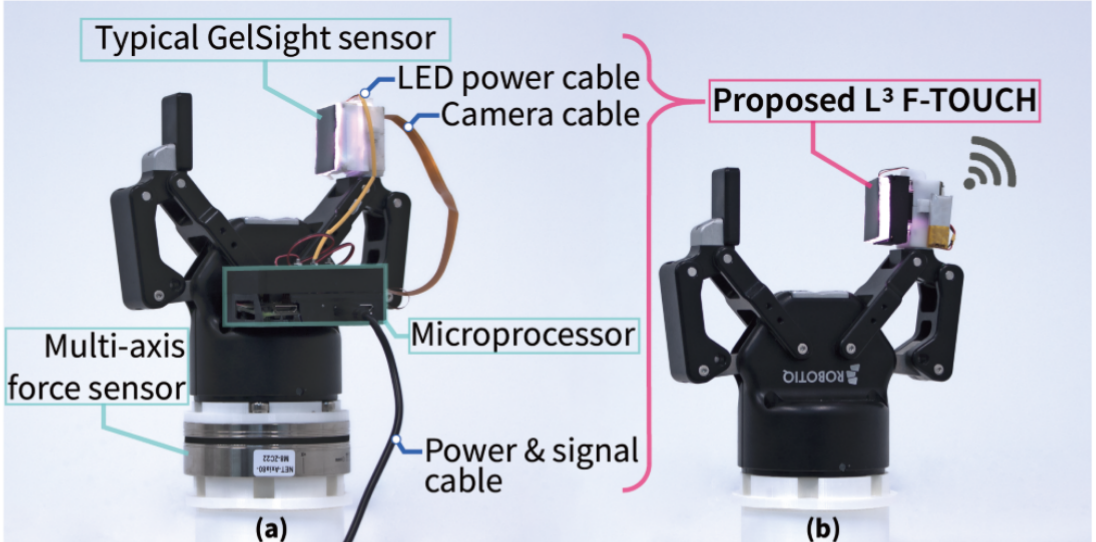 Typical GelSight sensor
LED power cable
Camera cable
Proposed L³ F-TOUCH
Microprocessor
Multi-axis
force sensor
ROBOTIQ
Power & signal
cable
NET-Axia80-
M8-ZC22
(a)
(b)